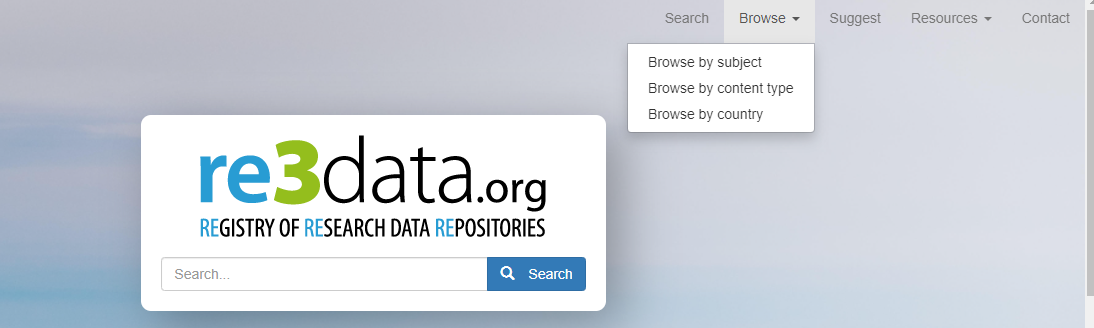 Search Browse Suggest Resources Contact
Browse by subject
Browse by content type
Browse by country
re3data.org
REGISTRY OF RESEARCH DATA REPOSITORIES
Search... Search